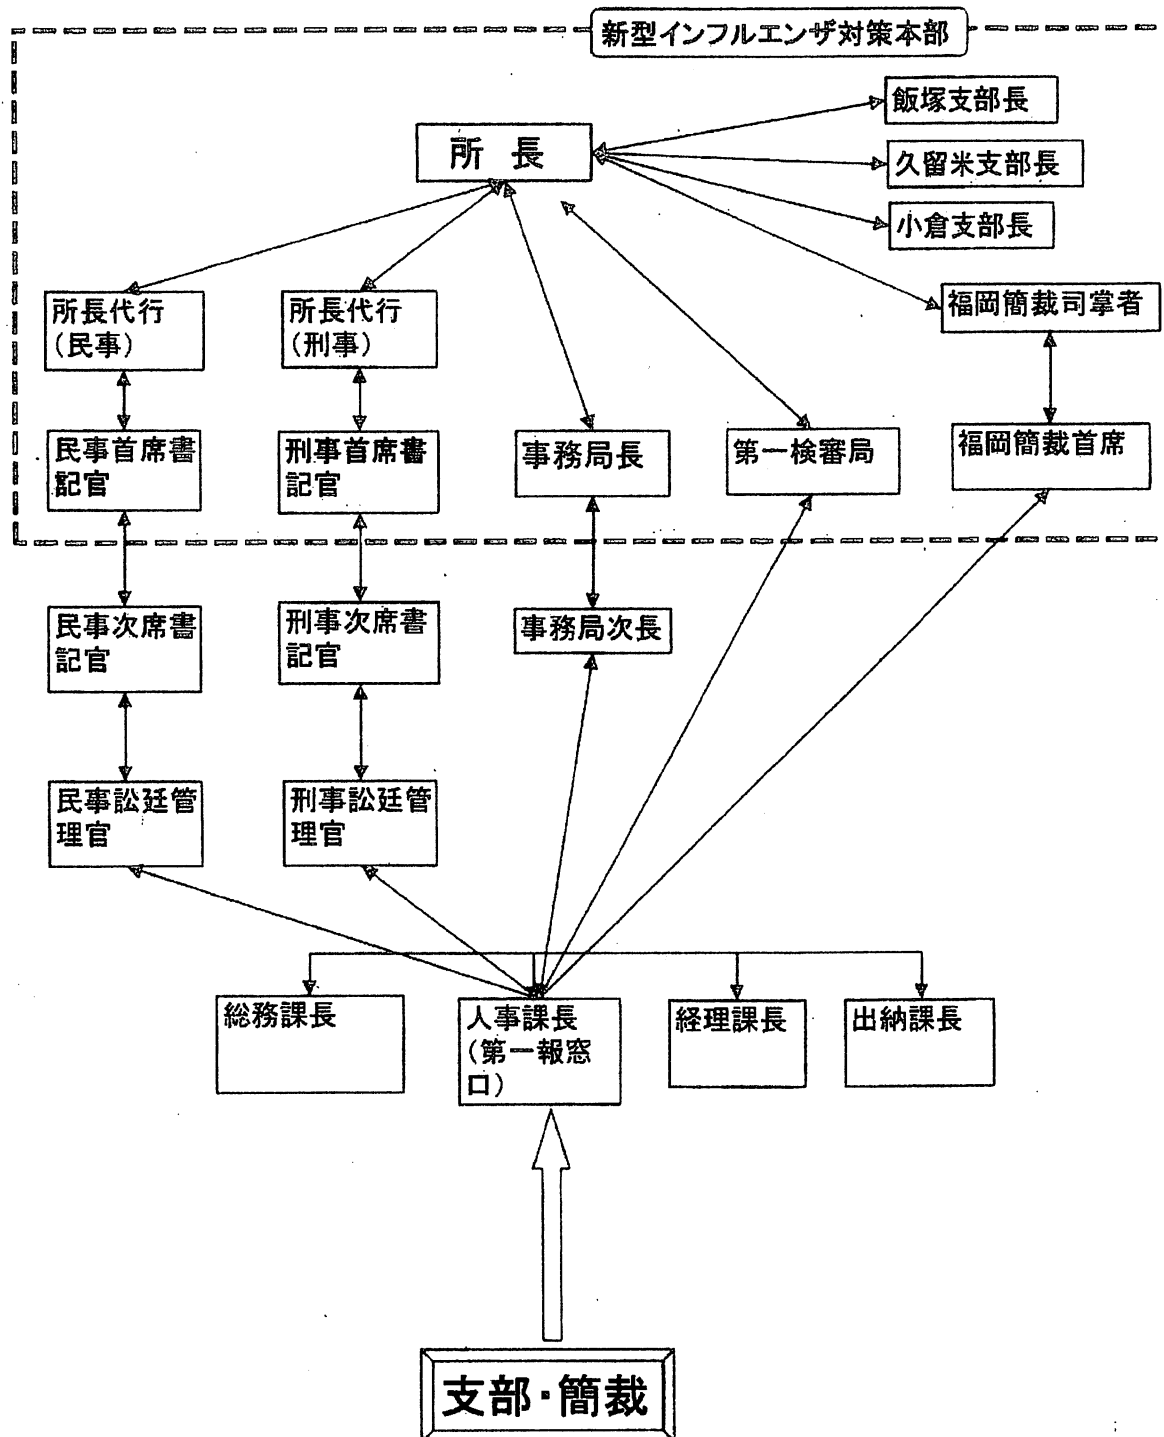 新型インフルエンザ対策本部
飯塚支部長
所 長
久留米支部長
小倉支部長
所長代行
(民事)
所長代行
(刑事)
福岡簡裁司掌者
民事首席書
記官
刑事首席書
記官
事務局長
第一検審局
福岡簡裁首席
民事次席書
記官
刑事次席書
記官
事務局次長
民事訟廷管
理官
刑事訟廷管
理官
総務課長
人事課長
(第一報窓
口)
経理課長
出納課長
支部・簡裁